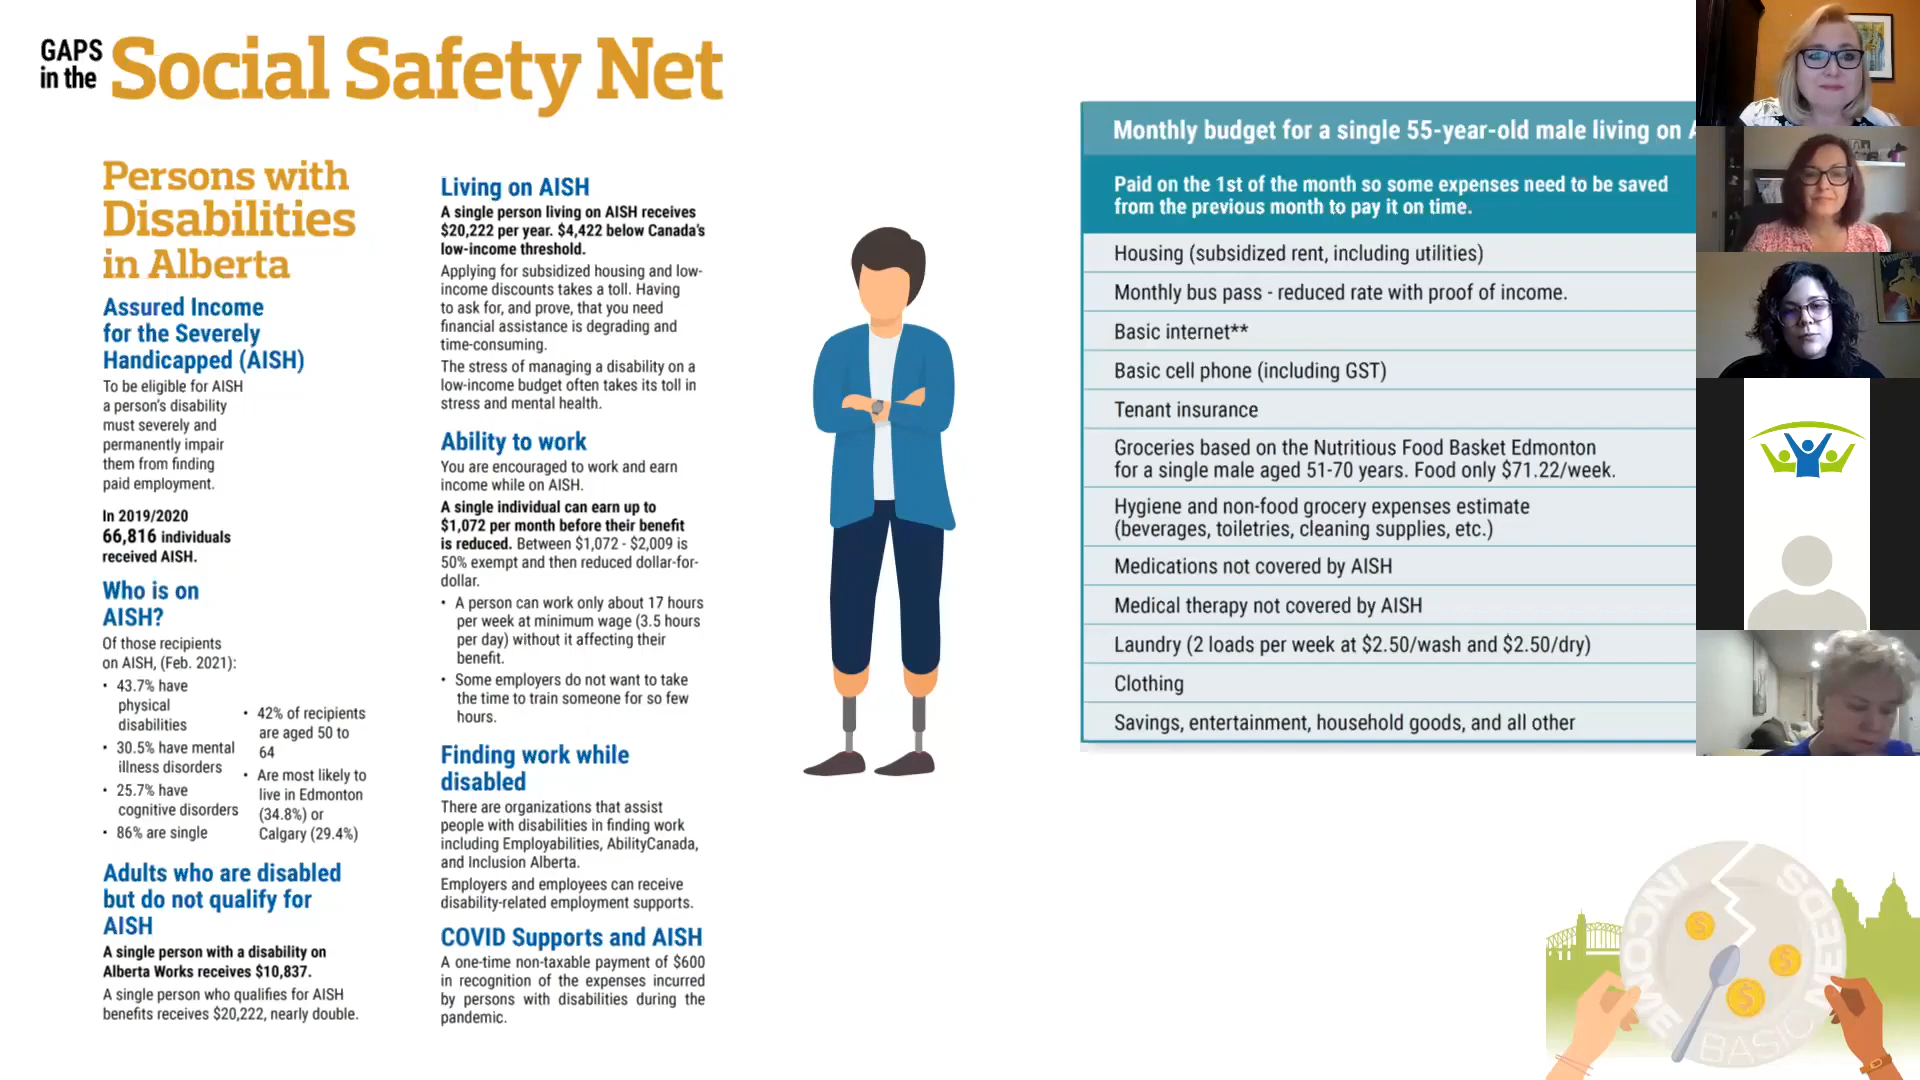 GAPS
in the
Social Safety Net
Persons with
Disabilities
in Alberta
Assured Income
for the Severely
Handicapped (AISH)
To be eligible for AISH
a person's disability
must severely and
permanently impair
them from finding
paid employment.
In 2019/2020
66,816 individuals
received AISH.
Who is on
AISH?
Of those recipients
on AISH, (Feb. 2021):
• 43.7% have
physical
disabilities
• 30.5% have mental
illness disorders
• 25.7% have
cognitive disorders
• 86% are single
• 42% of recipients
are aged 50 to
64
• Are most likely to
live in Edmonton
(34.8%) or
Calgary (29.4%)
Adults who are disabled
but do not qualify for
AISH
A single person with a disability on
Alberta Works receives $10,837.
A single person who qualifies for AISH
benefits receives $20,222, nearly double.
Living on AISH
A single person living on AISH receives
$20,222 per year. $4,422 below Canada's
low-income threshold.
Applying for subsidized housing and low-
income discounts takes a toll. Having
to ask for, and prove, that you need
financial assistance is degrading and
time-consuming.
The stress of managing a disability on a
low-income budget often takes its toll in
stress and mental health.
Ability to work
You are encouraged to work and earn
income while on AISH.
A single individual can earn up to
$1,072 per month before their benefit
is reduced. Between $1,072 - $2,009 is
50% exempt and then reduced dollar-for-
dollar.
• A person can work only about 17 hours
per week at minimum wage (3.5 hours
per day) without it affecting their
benefit.
• Some employers do not want to take
the time to train someone for so few
hours.
Finding work while
disabled
There are organizations that assist
people with disabilities in finding work
including Employabilities, AbilityCanada,
and Inclusion Alberta.
Employers and employees can receive
disability-related employment supports.
COVID Supports and AISH
A one-time non-taxable payment of $600
in recognition of the expenses incurred
by persons with disabilities during the
pandemic.
Monthly budget for a single 55-year-old male living on A
Paid on the 1st of the month so some expenses need to be saved
from the previous month to pay it on time.
Housing (subsidized rent, including utilities)
Monthly bus pass - reduced rate with proof of income.
Basic internet**
Basic cell phone (including GST)
Tenant insurance
Groceries based on the Nutritious Food Basket Edmonton
for a single male aged 51-70 years. Food only $71.22/week.
Hygiene and non-food grocery expenses estimate
(beverages, toiletries, cleaning supplies, etc.)
Medications not covered by AISH
Medical therapy not covered by AISH
Laundry (2 loads per week at $2.50/wash and $2.50/dry)
Clothing
Savings, entertainment, household goods, and all other
INCOME
BASIC NEEDS